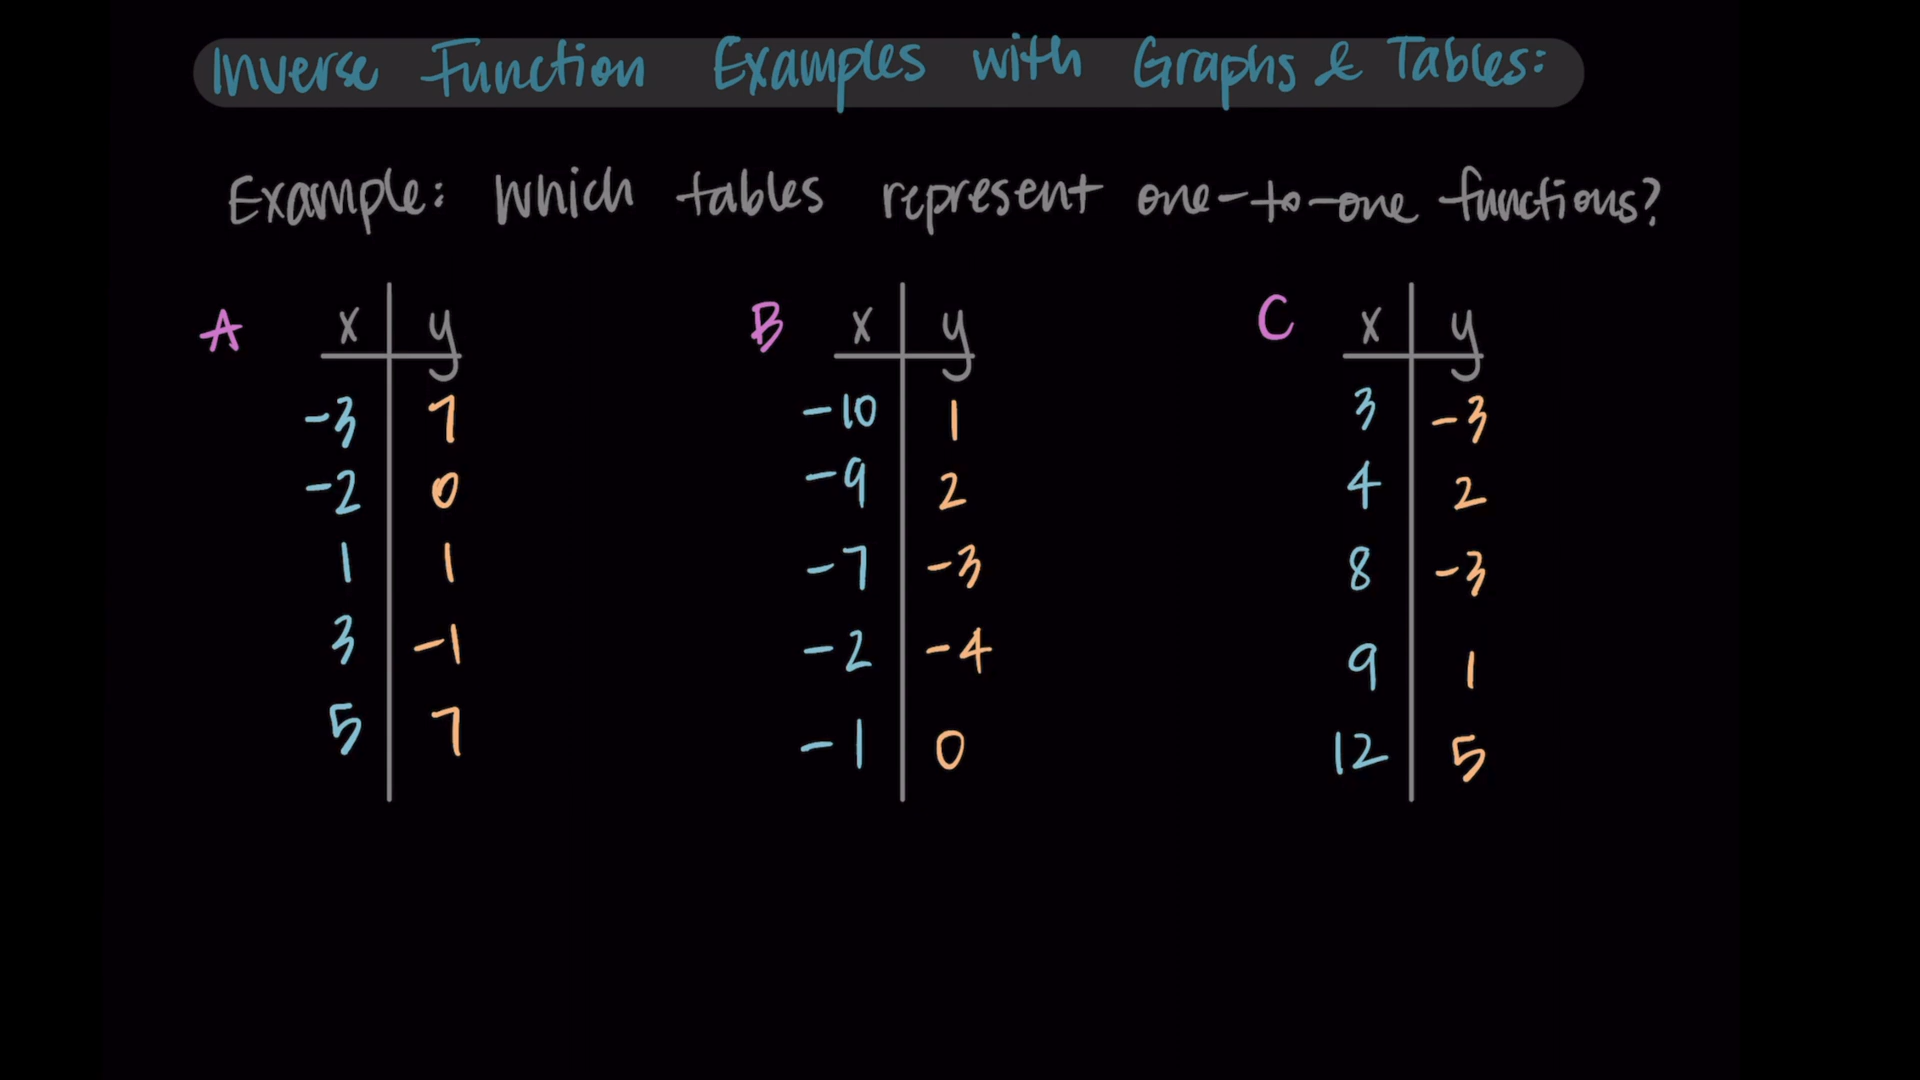 Inverse Function Examples with Graphs & Tables:
Example: Which tables represent one-to-one functions?
A x y B x y C x y
-3 7 -10 1 3 -3
-2 0 -9 2 4 2
1 1 -7 -3 8 -3
3 -1 -2 -4 9 1
5 7 -1 0 12 5